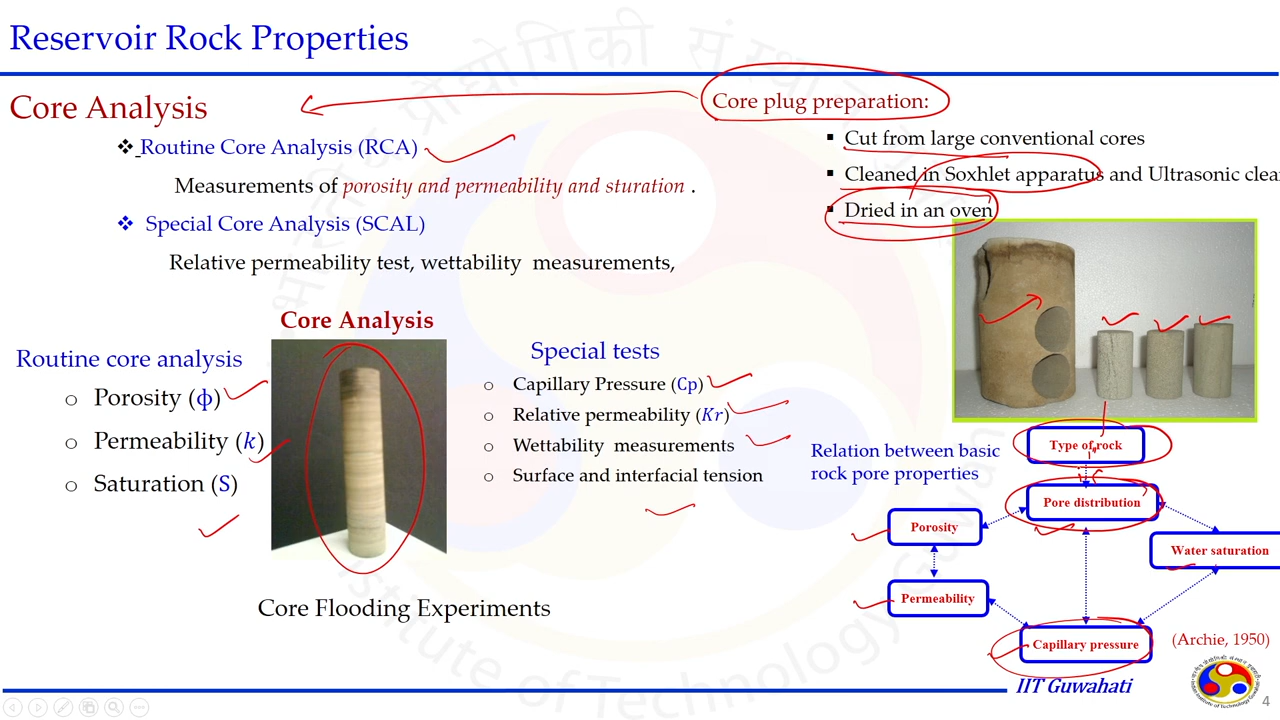 Reservoir Rock Properties
Core Analysis
❖ Routine Core Analysis (RCA)
Measurements of porosity and permeability and sturation .
❖ Special Core Analysis (SCAL)
Relative permeability test, wettability measurements,
Core plug preparation:
▪ Cut from large conventional cores
▪ Cleaned in Soxhlet apparatus and Ultrasonic clea
▪ Dried in an oven
Core Analysis
Routine core analysis
o Porosity (ф)
o Permeability (k)
o Saturation (S)
Special tests
o Capillary Pressure (Cp)
o Relative permeability (Kr)
o Wettability measurements
o Surface and interfacial tension
Core Flooding Experiments
Relation between basic
rock pore properties
Type of rock
Pore distribution
Porosity
Water saturation
Permeability
Capillary pressure
(Archie, 1950)
IIT Guwahati
4
Institute of Technology Guwahati